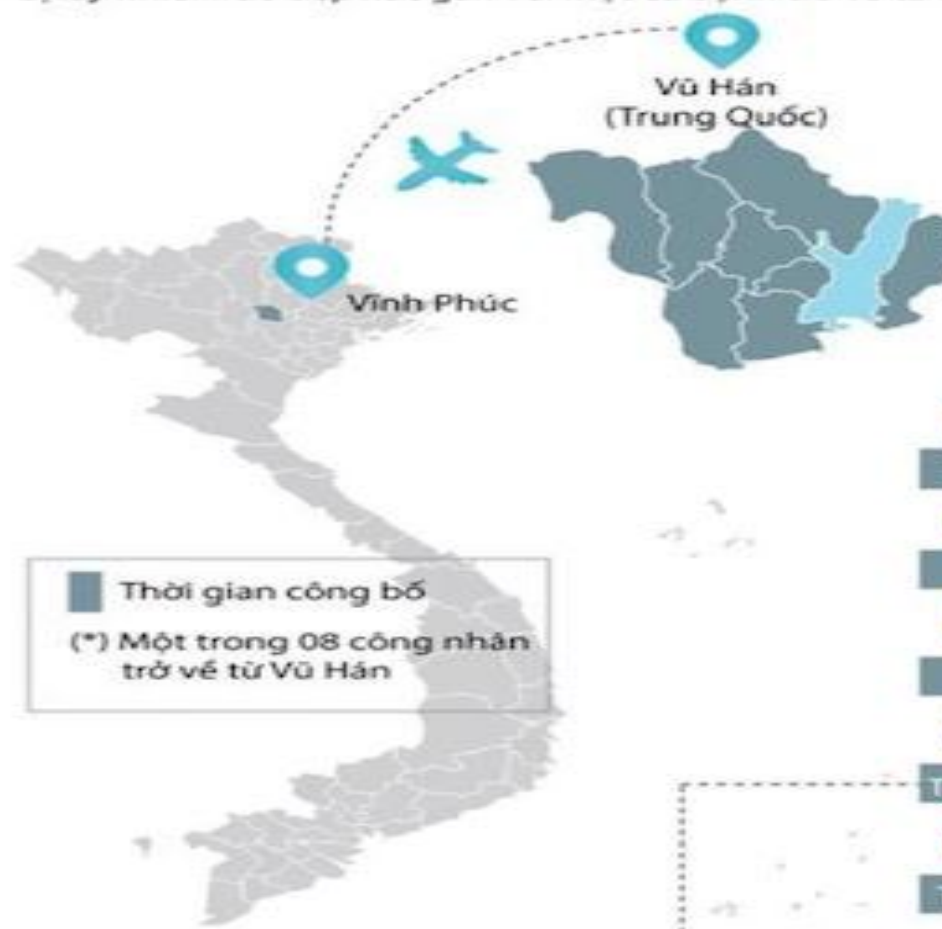 Vũ Hán
(Trung Quốc)
Vĩnh Phúc
Thời gian công bố
(*) Một trong 08 công nhân
trở về từ Vũ Hán
T